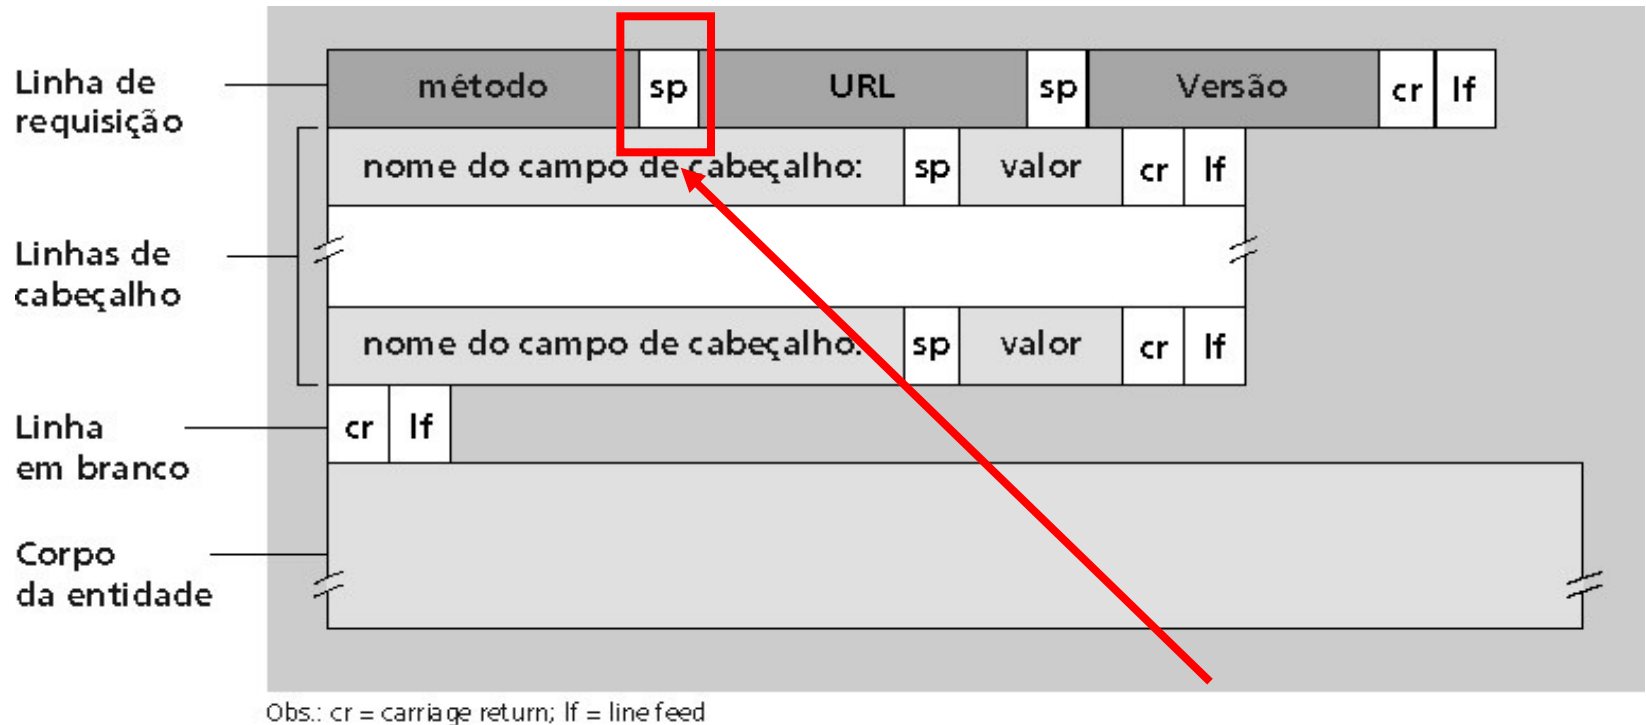 Linha de
requisição
método sp URL sp Versão cr lf
nome do campo de cabeçalho: sp valor cr lf
Linhas de
cabeçalho
nome do campo de cabeçalho: sp valor cr lf
Linha
em branco
cr lf
Corpo
da entidade
Obs.: cr = carriage return; lf = line feed